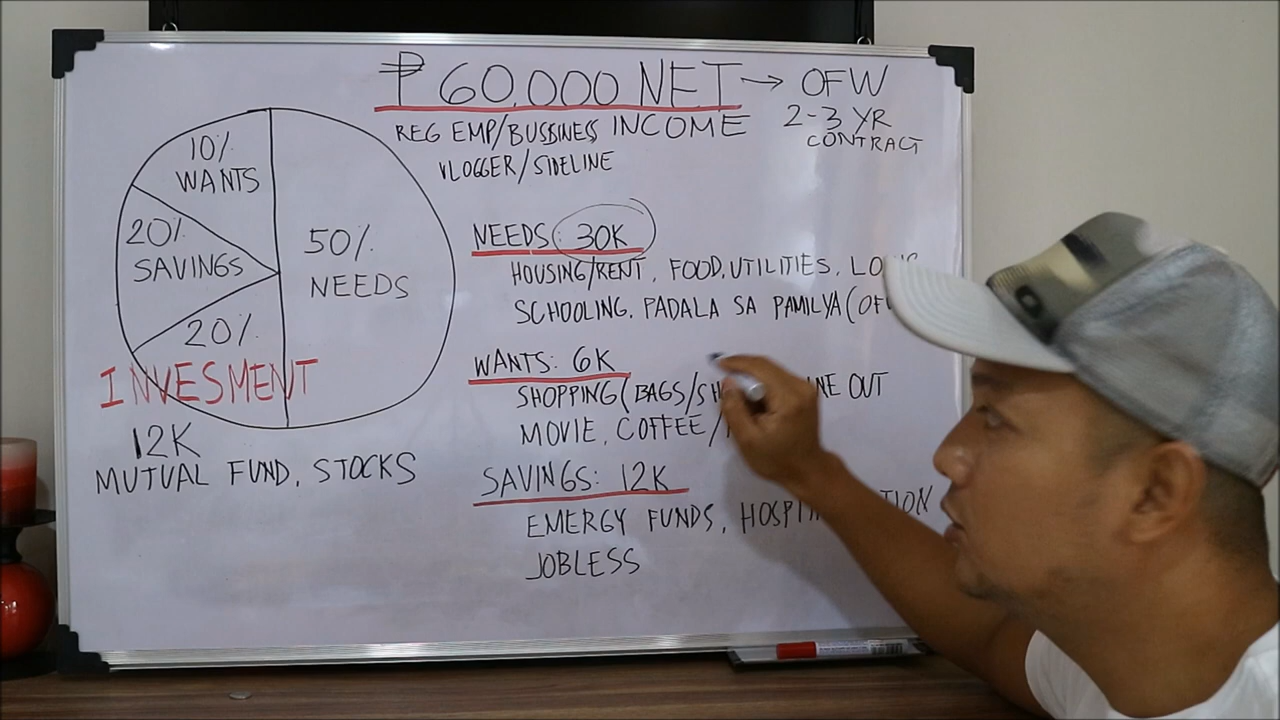 ₱ 60,000 NET → OFW
REG EMP/BUSSINESS INCOME
2-3 YR
CONTRACT
VLOGGER/SIDELINE
10%
WANTS
20%
SAVINGS
20%
INVESMENT
50%
NEEDS
12K
MUTUAL FUND, STOCKS
NEEDS: 30K
HOUSING/RENT, FOOD, UTILITIES,
SCHOOLING, PADALA SA PAMILYA
WANTS: 6K
SHOPPING (BAGS/ OUT
MOVIE, COFFEE/
SAVINGS: 12K
EMERGY FUNDS,
JOBLESS